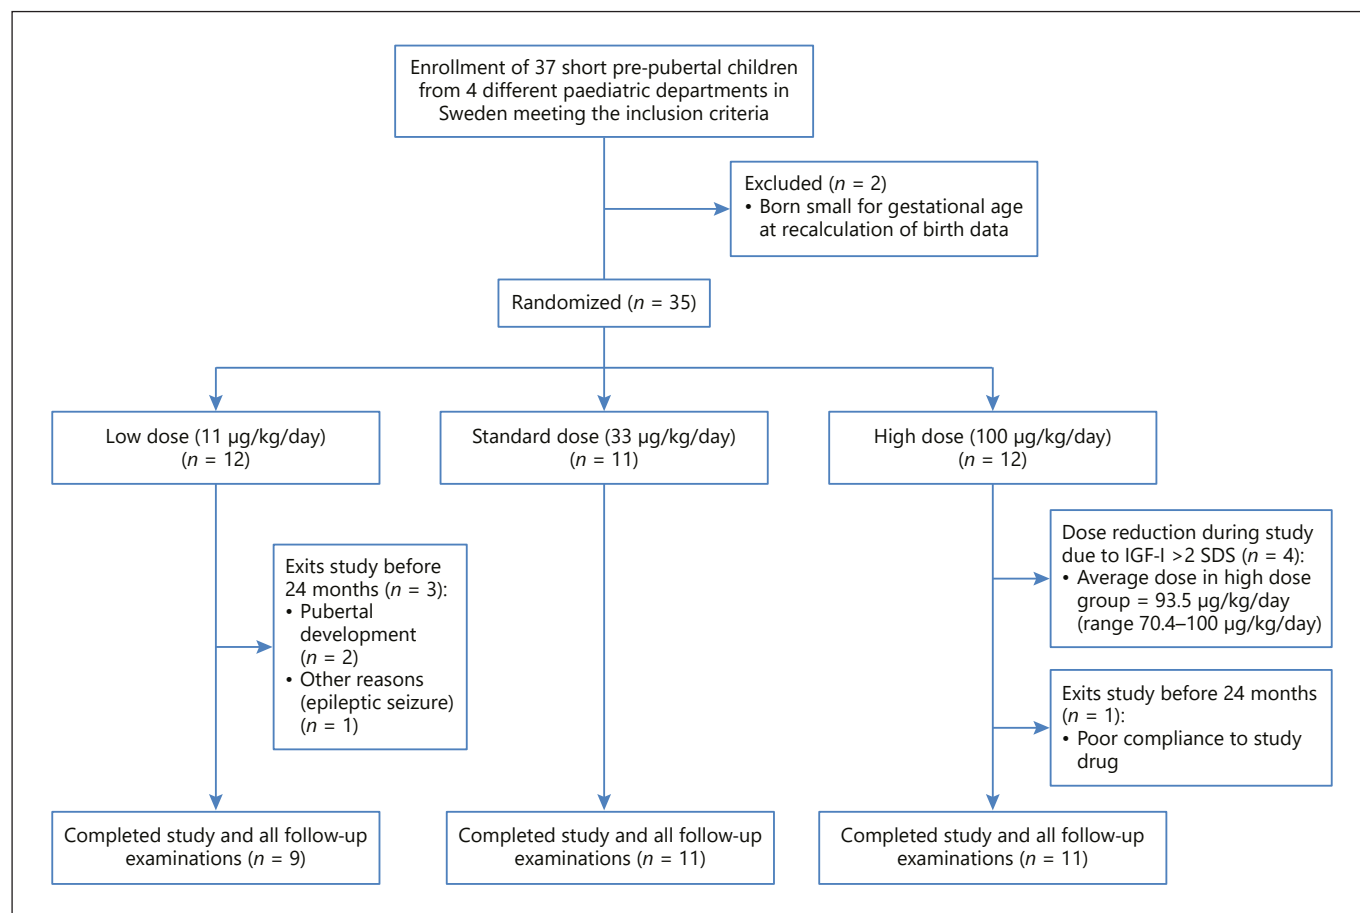 Enrollment of 37 short pre-pubertal children
from 4 different paediatric departments in
Sweden meeting the inclusion criteria
Excluded (n = 2)
• Born small for gestational age
at recalculation of birth data
Randomized (n = 35)
Low dose (11 µg/kg/day)
(n = 12)
Standard dose (33 µg/kg/day)
(n = 11)
High dose (100 µg/kg/day)
(n = 12)
Exits study before
24 months (n = 3):
• Pubertal
development
(n = 2)
• Other reasons
(epileptic seizure)
(n = 1)
Dose reduction during study
due to IGF-I >2 SDS (n = 4):
• Average dose in high dose
group = 93.5 µg/kg/day
(range 70.4–100 µg/kg/day)
Exits study before 24 months
(n = 1):
• Poor compliance to study
drug
Completed study and all follow-up
examinations (n = 9)
Completed study and all follow-up
examinations (n = 11)
Completed study and all follow-up
examinations (n = 11)